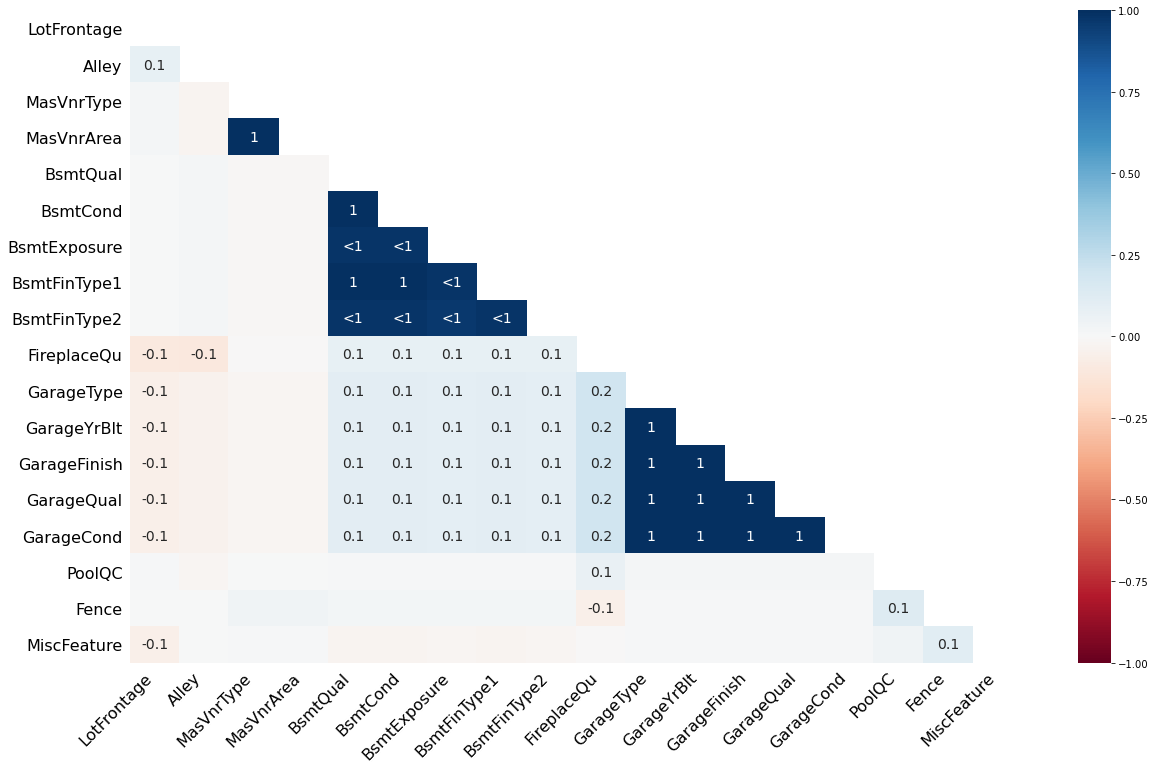 LotFrontage
Alley 0.1
MasVnrType
MasVnrArea 1
BsmtQual
BsmtCond 1
BsmtExposure <1 <1
BsmtFinType1 1 1 <1
BsmtFinType2 <1 <1 <1 <1
FireplaceQu -0.1 -0.1 0.1 0.1 0.1 0.1 0.1
GarageType -0.1 0.1 0.1 0.1 0.1 0.1 0.2
GarageYrBlt -0.1 0.1 0.1 0.1 0.1 0.1 0.2 1
GarageFinish -0.1 0.1 0.1 0.1 0.1 0.1 0.2 1 1
GarageQual -0.1 0.1 0.1 0.1 0.1 0.1 0.2 1 1 1
GarageCond -0.1 0.1 0.1 0.1 0.1 0.1 0.2 1 1 1 1
PoolQC 0.1
Fence -0.1 0.1
MiscFeature -0.1 0.1
LotFrontage
Alley
MasVnrType
MasVnrArea
BsmtQual
BsmtCond
BsmtExposure
BsmtFinType1
BsmtFinType2
FireplaceQu
GarageType
GarageYrBlt
GarageFinish
GarageQual
GarageCond
PoolQC
Fence
MiscFeature
1.00
0.75
0.50
0.25
0.00
−0.25
−0.50
−0.75
−1.00